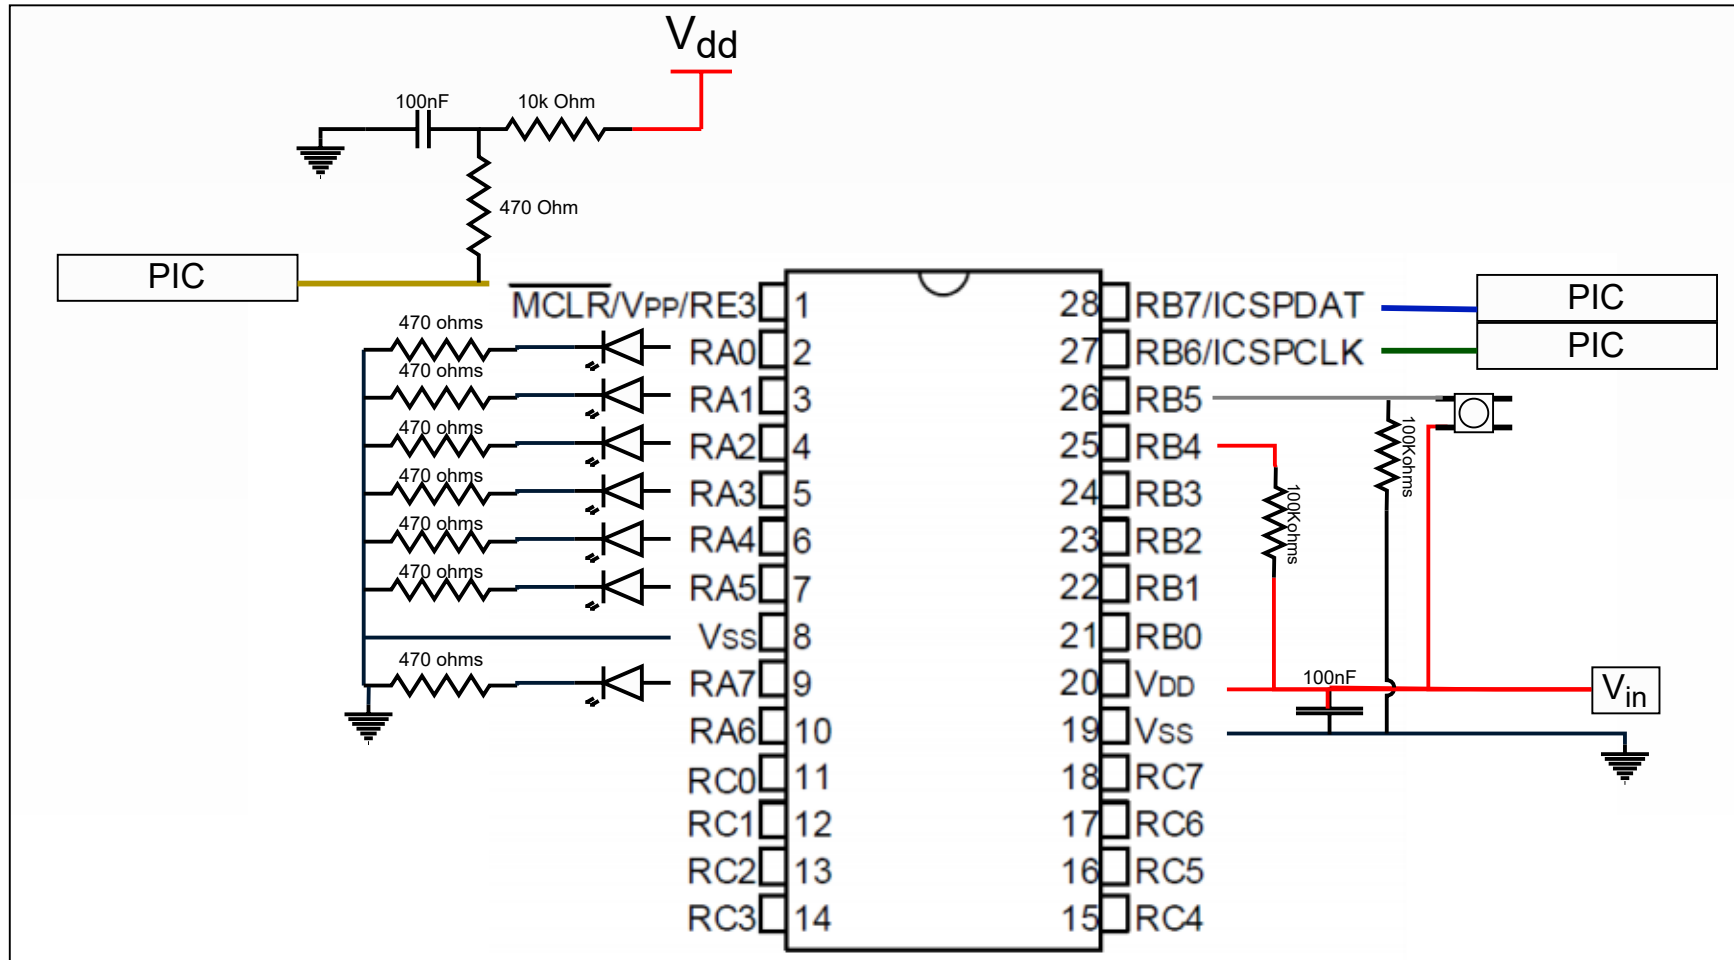 Vdd
100nF
10k Ohm
470 Ohm
PIC
MCLR/VPP/RE3
1
28
RB7/ICSPDAT
PIC
470 ohms
RA0
2
27
RB6/ICSPCLK
PIC
470 ohms
RA1
3
26
RB5
100Kohms
470 ohms
RA2
4
25
RB4
100Kohms
470 ohms
RA3
5
24
RB3
470 ohms
RA4
6
23
RB2
470 ohms
RA5
7
22
RB1
VSS
8
21
RB0
470 ohms
RA7
9
20
VDD
100nF
Vin
RA6
10
19
VSS
RC0
11
18
RC7
RC1
12
17
RC6
RC2
13
16
RC5
RC3
14
15
RC4